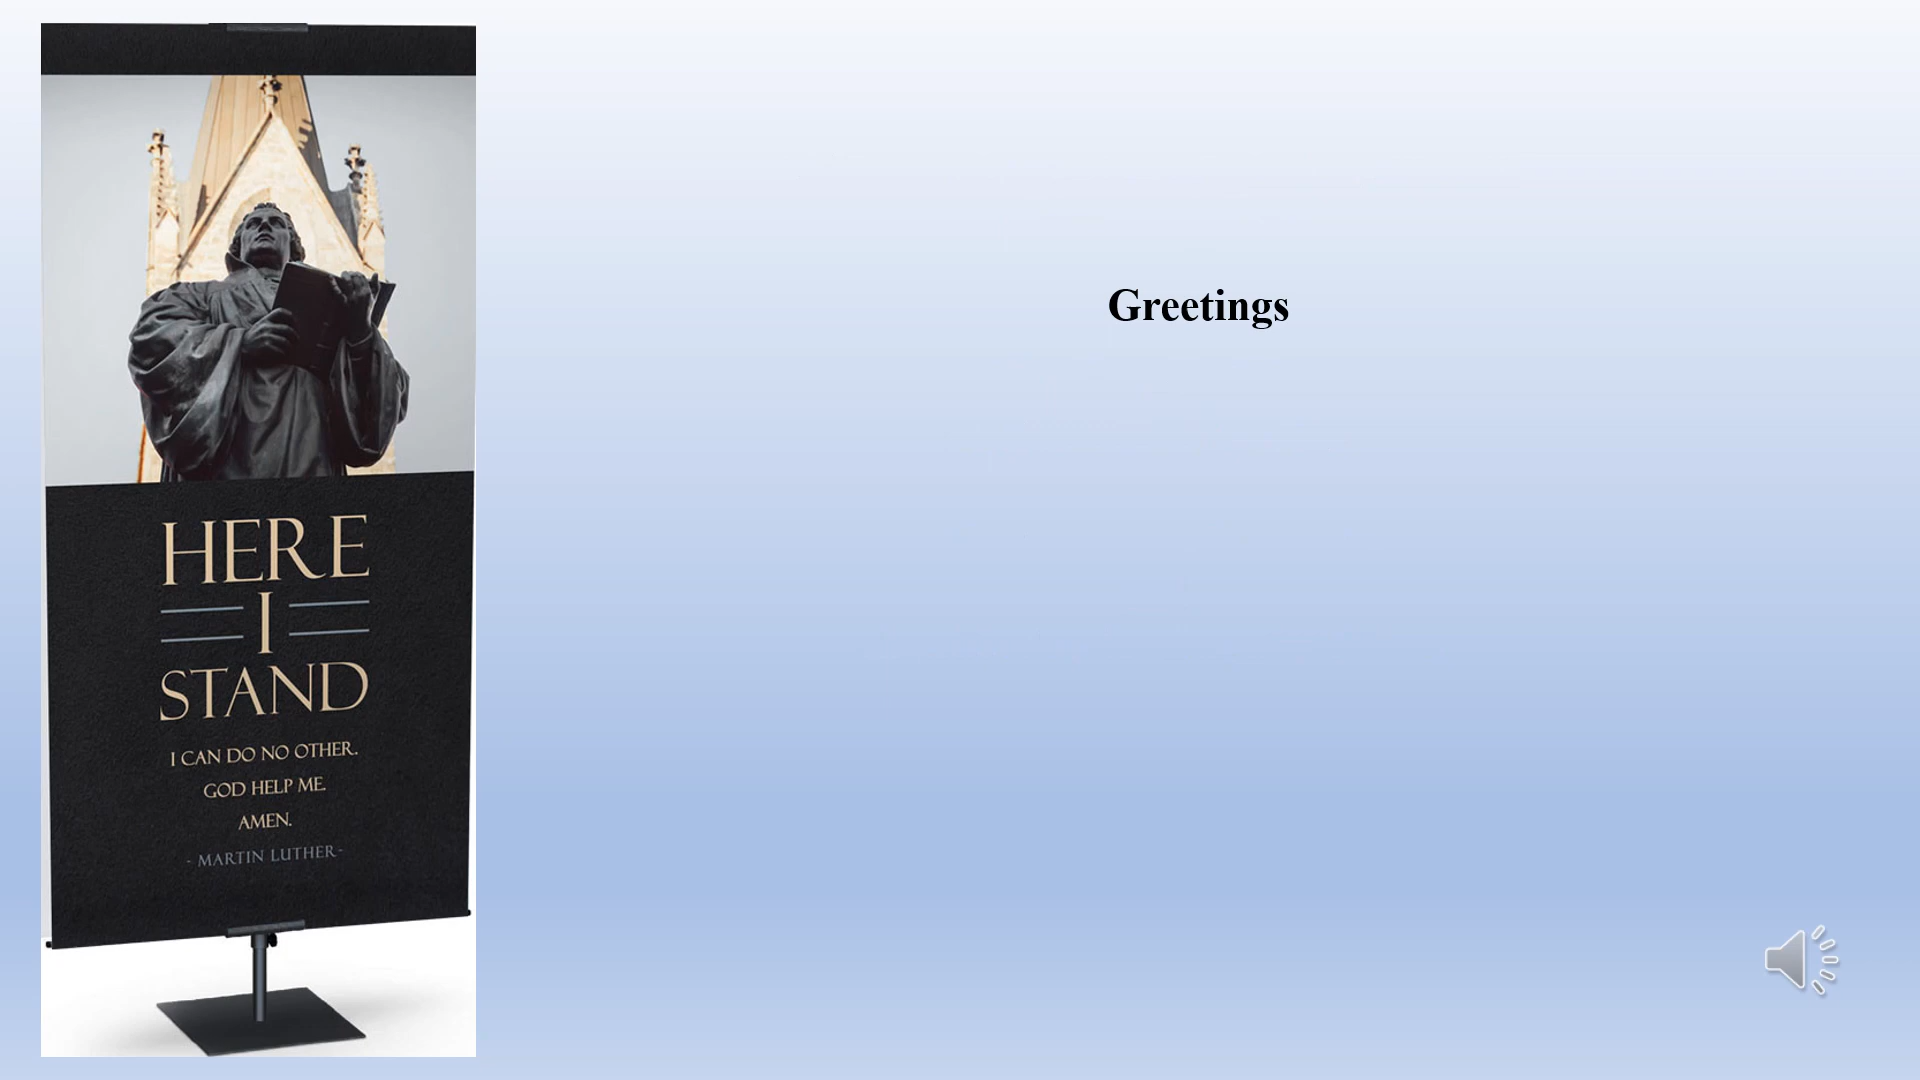 HERE
I
STAND
I CAN DO NO OTHER.
GOD HELP ME.
AMEN.
- MARTIN LUTHER -
Greetings